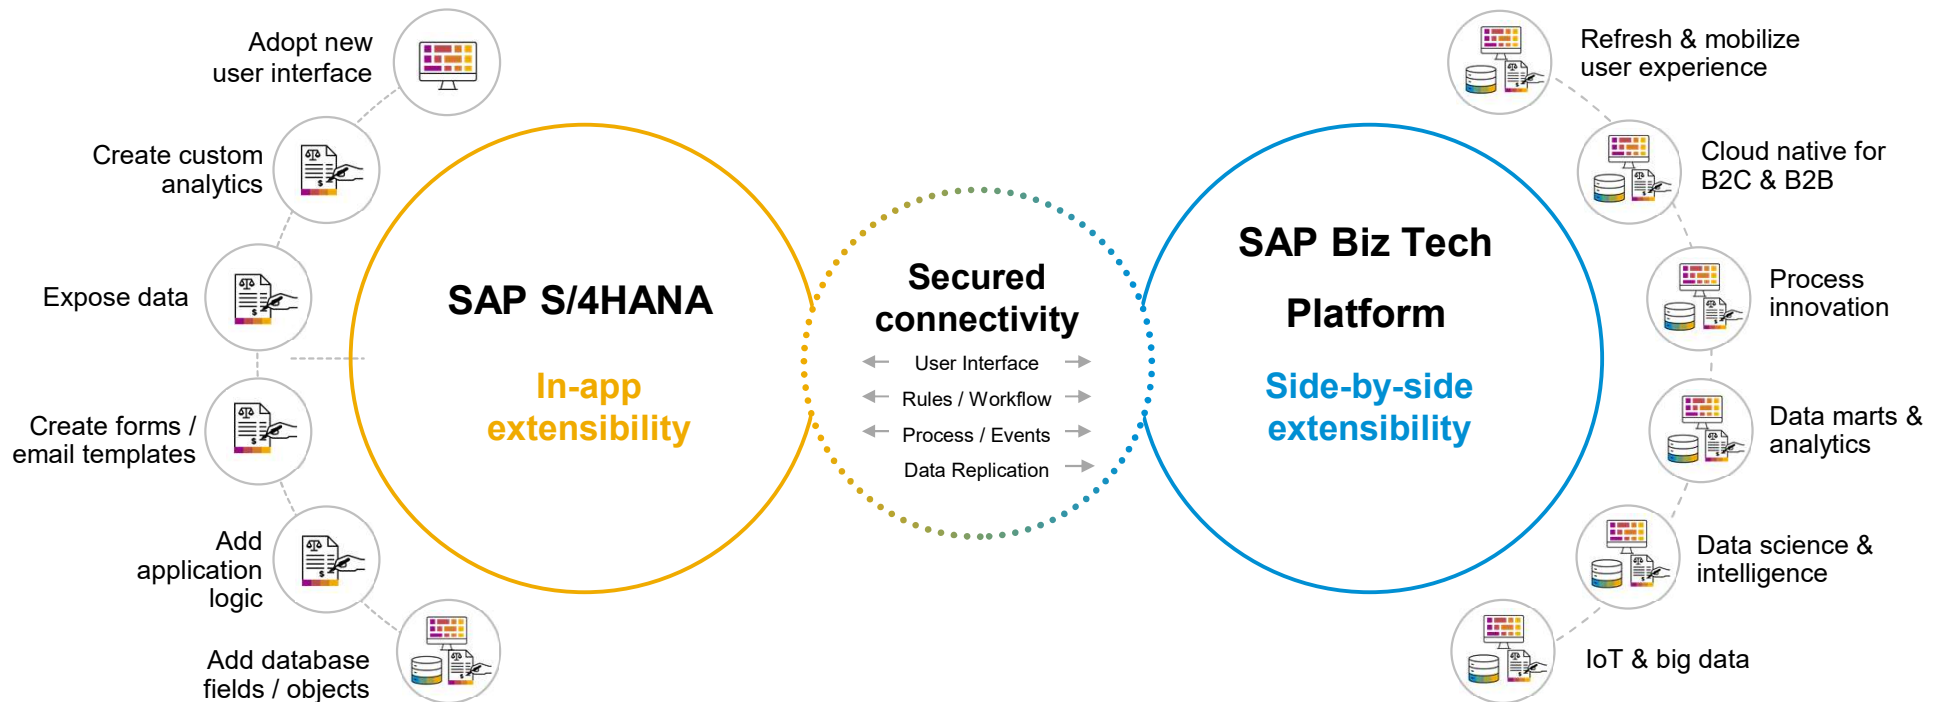 Adopt new
user interface
Create custom
analytics
Expose data
Create forms /
email templates
Add
application
logic
Add database
fields / objects
SAP S/4HANA
In-app
extensibility
Secured
connectivity
User Interface
Rules / Workflow
Process / Events
Data Replication
SAP Biz Tech
Platform
Side-by-side
extensibility
Refresh & mobilize
user experience
Cloud native for
B2C & B2B
Process
innovation
Data marts &
analytics
Data science &
intelligence
IoT & big data